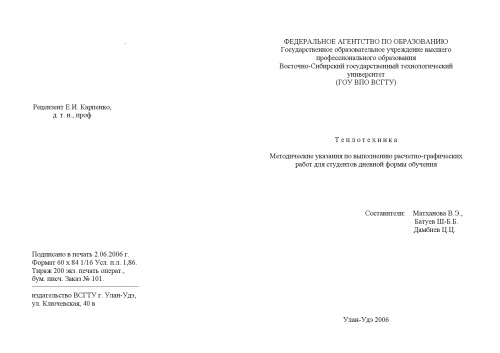 Рецензент Е.И. Карпенко,
д. т. н., проф
Подписано в печать 2.06.2006 г.
Формат 60 х 84 1/16 Усл. п.л. 1,86.
Тираж 200 экз. печать операт.,
бум. писч. Заказ № 101.
издательство ВСГТУ г. Улан-Удэ,
ул. Ключевская, 40 в
ФЕДЕРАЛЬНОЕ АГЕНТСТВО ПО ОБРАЗОВАНИЮ
Государственное образовательное учреждение высшего
профессионального образования
Восточно-Сибирский государственный технологический
университет
(ГОУ ВПО ВСГТУ)
Теплотехника
Методические указания по выполнению расчетно-графических
работ для студентов дневной формы обучения
Составители: Матханова В.Э.,
Батуев Ш-Б.Б.
Дамбиев Ц.Ц.
Улан-Удэ 2006